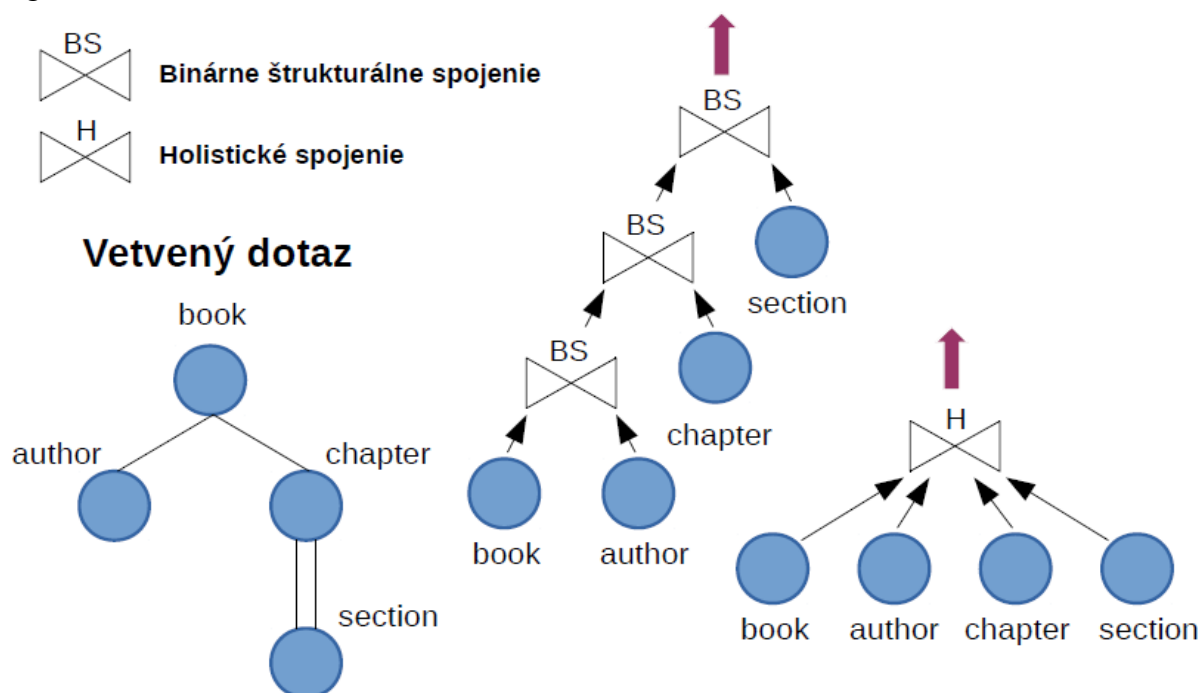 BS
Binárne štrukturálne spojenie
H
Holistické spojenie
Vetvený dotaz
book
author
chapter
section
BS
BS
section
BS
chapter
book
author
H
book
author
chapter
section